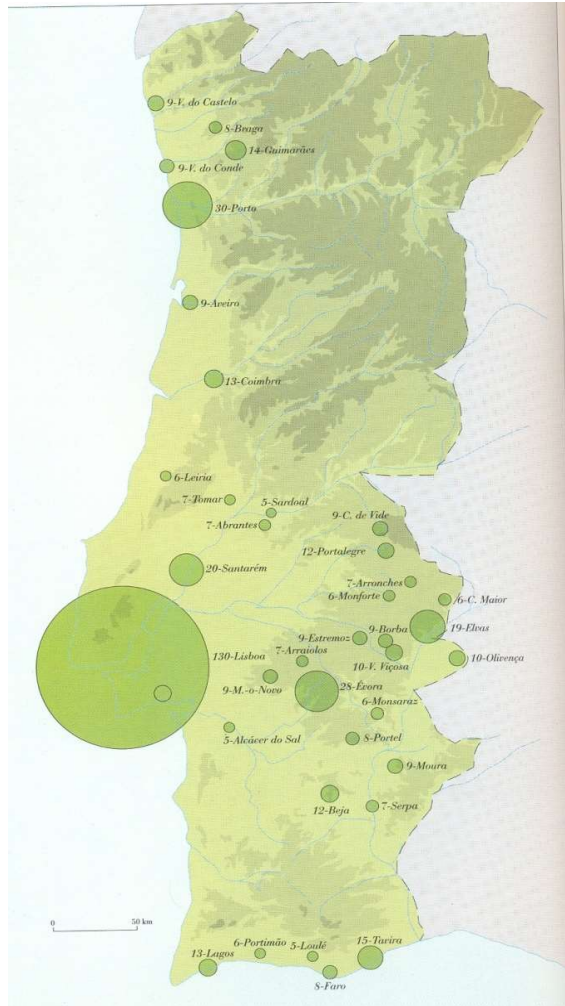 9-V. do Castelo
8-Braga
14-Guimarães
9-V. do Conde
30-Porto
9-Aveiro
13-Coimbra
6-Leiria
7-Tomar
5-Sardoal
7-Abrantes
9-C. de Vide
12-Portalegre
20-Santarém
7-Arronches
6-Monforte
6-C. Maior
19-Elvas
9-Borba
9-Estremoz
130-Lisboa
7-Arraíolos
10-V. Viçosa
10-Olivença
9-M.-o-Novo
28-Évora
6-Monsaraz
5-Alcácer do Sal
8-Portel
9-Moura
12-Beja
7-Serpa
0 50 km
6-Portimão
5-Loulé
15-Tavira
13-Lagos
8-Faro